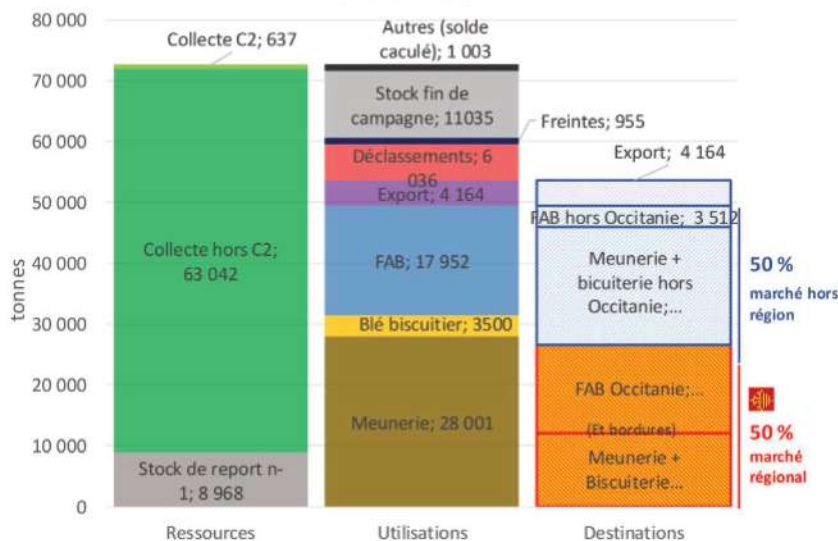 80 000
70 000
60 000
50 000
40 000
30 000
20 000
10 000
0
tonnes
Collecte C2; 637
Collecte hors C2;
63 042
Stock de report n-
1; 8 968
Ressources
Autres (solde
caculé); 1 003
Stock fin de
campagne; 11035
Freintes; 955
Déclassements; 6
036
Export; 4 164
FAB; 17 952
Blé biscuitier; 3500
Meunerie; 28 001
Utilisations
Export; 4 164
FAB hors Occitanie; 3 512
Meunerie +
bicuiterie hors
Occitanie;...
FAB Occitanie;...
(Et bordures)
Meunerie +
Biscuiterie...
Destinations
50 %
marché hors
région
50 %
marché
régional